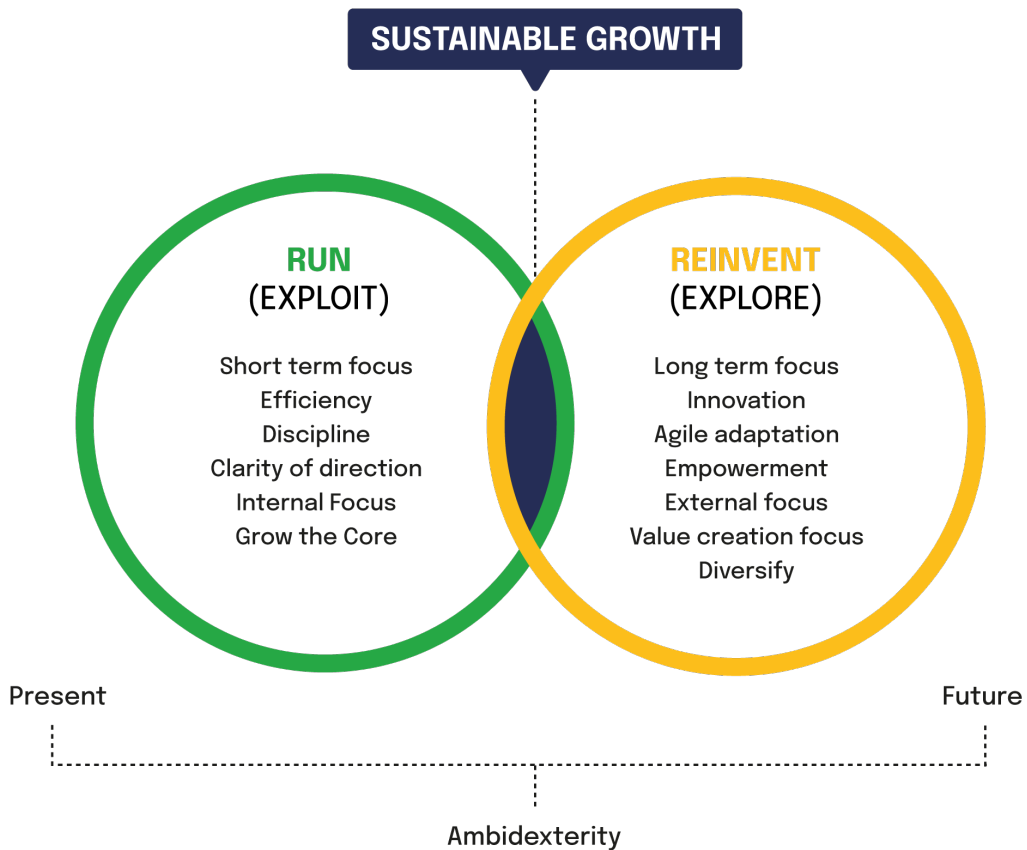 SUSTAINABLE GROWTH
RUN
(EXPLOIT)
Short term focus
Efficiency
Discipline
Clarity of direction
Internal Focus
Grow the Core
REINVENT
(EXPLORE)
Long term focus
Innovation
Agile adaptation
Empowerment
External focus
Value creation focus
Diversify
Present
Future
Ambidexterity